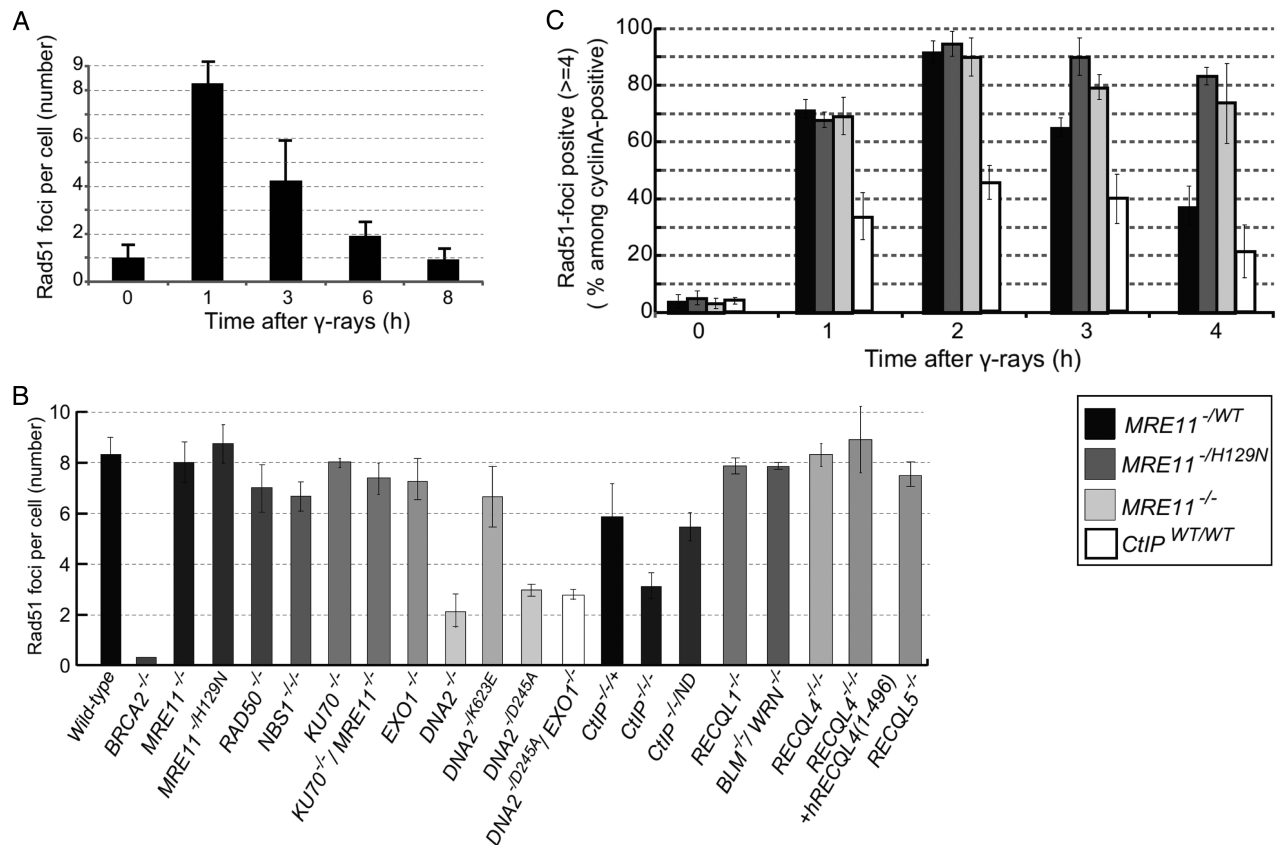 A
Rad51 foci per cell (number)
9
8
6
4
2
0
0 1 3 6 8
Time after γ-rays (h)
C
Rad51-foci positve (>=4)
( % among cyclinA-positive)
100
80
60
40
20
0
0 1 2 3 4
Time after γ-rays (h)
B
Rad51 foci per cell (number)
10
8
6
4
2
0
Wild-type
BRCA2 -/-
MRE11 -/-
MRE11 -/H129N
RAD50 -/-
NBS1 -/-/-
KU70 -/-
KU70 -/- / MRE11 -/-
EXO1 -/-
DNA2 -/-
DNA2 -/K623E
DNA2 -/D245A
DNA2 -/D245A / EXO1 -/-
CtIP -/-/+
CtIP -/-/-
CtIP -/-/ND
RECQL1 -/-
BLM -/-/ WRN -/-
RECQL4 -/-/-
RECQL4 -/-/-
+hRECQL4(1-496)
RECQL5 -/-
MRE11 -/WT
MRE11 -/H129N
MRE11 -/-
CtIP WT/WT